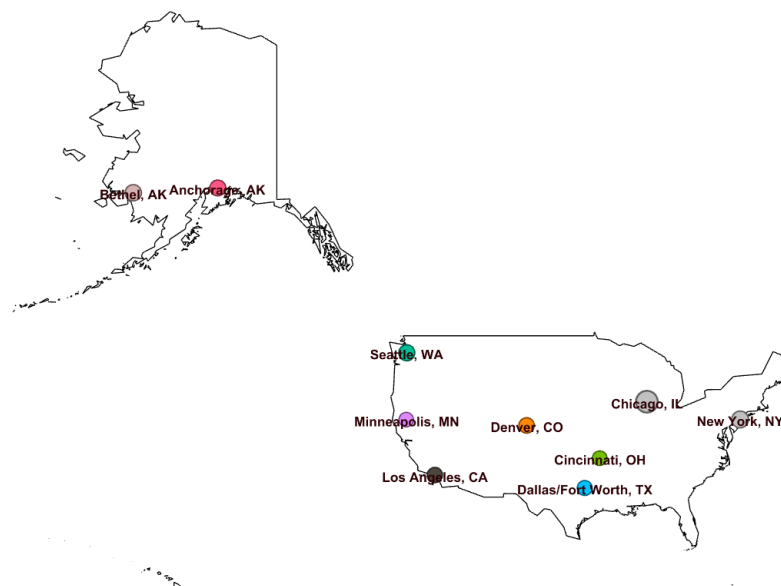 Bethel, AK
Anchorage, AK
Seattle, WA
Chicago, IL
Minneapolis, MN
Denver, CO
New York, NY
Cincinnati, OH
Los Angeles, CA
Dallas/Fort Worth, TX